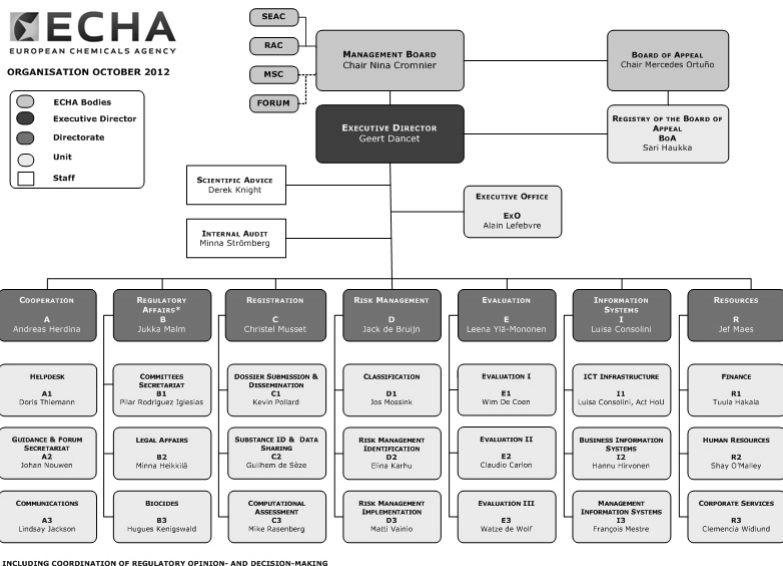 ECHA
EUROPEAN CHEMICALS AGENCY
ORGANISATION OCTOBER 2012
ECHA BODIES
EXECUTIVE DIRECTOR
DIRECTORATE
UNIT
STAFF
SEAC
RAC
MSC
FORUM
MANAGEMENT BOARD
Chair Nina Cromnier
BOARD OF APPEAL
Chair Mercedes Ortuño
EXECUTIVE DIRECTOR
Geert Dancet
REGISTRY OF THE BOARD OF
APPEAL
BoA
Sari Haukka
SCIENTIFIC ADVICE
Derek Knight
EXECUTIVE OFFICE
ExO
Alain Lefebvre
INTERNAL AUDIT
Minna Strömberg
COOPERATION
A
Andreas Herdina
REGULATORY
AFFAIRS*
B
Jukka Malm
REGISTRATION
C
Christel Musset
RISK MANAGEMENT
D
Jack de Bruijn
EVALUATION
E
Leena Ylä-Mononen
INFORMATION
SYSTEMS
I
Luisa Consolini
RESOURCES
R
Jef Maes
HELPDESK
A1
Doris Thiemann
COMMITTEES
SECRETARIAT
B1
Pilar Rodríguez Iglesias
DOSSIER SUBMISSION &
DISSEMINATION
C1
Kevin Pollard
CLASSIFICATION
D1
Jos Mossink
EVALUATION I
E1
Wim De Coen
ICT INFRASTRUCTURE
I1
Luisa Consolini, Act HoU
FINANCE
R1
Tuula Hakala
GUIDANCE & FORUM
SECRETARIAT
A2
Johan Nouwen
LEGAL AFFAIRS
B2
Minna Heikkilä
SUBSTANCE ID & DATA
SHARING
C2
Guilhem de Sèze
RISK MANAGEMENT
IDENTIFICATION
D2
Elina Karhu
EVALUATION II
E2
Claudio Carlon
BUSINESS INFORMATION
SYSTEMS
I2
Hannu Hirvonen
HUMAN RESOURCES
R2
Shay O'Malley
COMMUNICATIONS
A3
Lindsay Jackson
BIOCIDES
B3
Hugues Kenigswald
COMPUTATIONAL
ASSESSMENT
C3
Mike Rasenberg
RISK MANAGEMENT
IMPLEMENTATION
D3
Matti Vainio
EVALUATION III
E3
Watze de Wolf
MANAGEMENT
INFORMATION SYSTEMS
I3
François Mestre
CORPORATE SERVICES
R3
Clemencia Widlund
INCLUDING COORDINATION OF REGULATORY OPINION- AND DECISION-MAKING